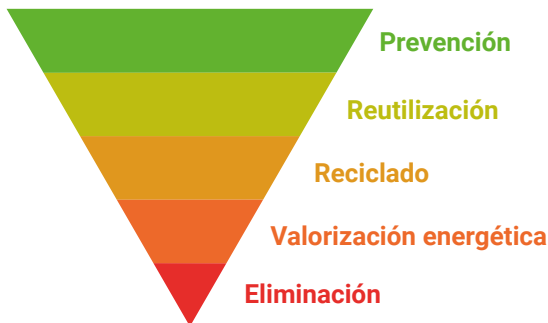 Prevención
Reutilización
Reciclado
Valorización energética
Eliminación